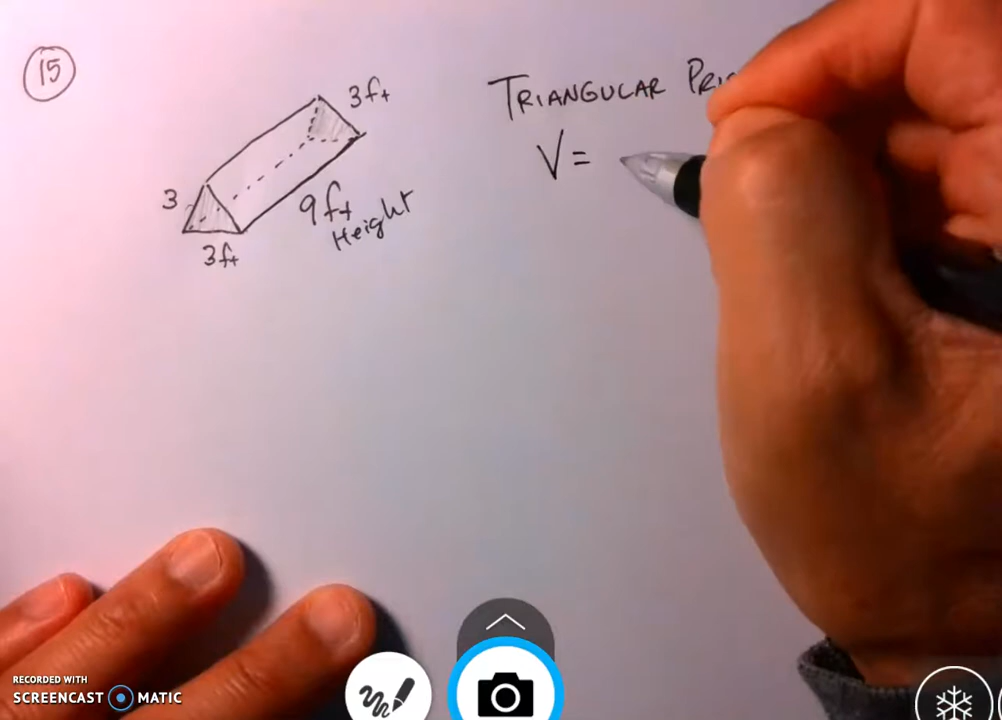 15
3ft
TRIANGULAR
V=
3
9ft
Height
3ft
RECORDED WITH
SCREENCAST MATIC